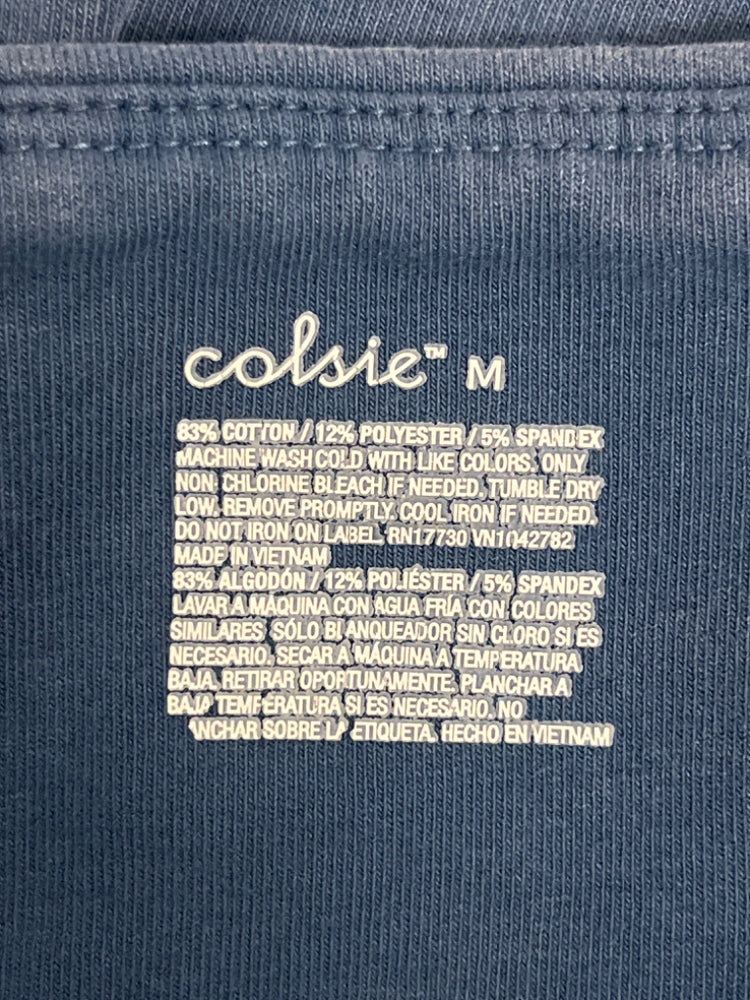 colsie™ M
83% COTTON / 12% POLYESTER / 5% SPANDEX
MACHINE WASH COLD WITH LIKE COLORS. ONLY
NON- CHLORINE BLEACH IF NEEDED. TUMBLE DRY
LOW. REMOVE PROMPTLY. COOL IRON IF NEEDED.
DO NOT IRON ON LABEL. RN17730 VN1042782
MADE IN VIETNAM
83% ALGODÓN / 12% POLIÉSTER / 5% SPANDEX
LAVAR A MÁQUINA CON AGUA FRÍA CON COLORES
SIMILARES SÓLO BLANQUEADOR SIN CLORO SI ES
NECESARIO. SECAR A MÁQUINA A TEMPERATURA
BAJA. RETIRAR OPORTUNAMENTE. PLANCHAR A
BAJA TEMPERATURA SI ES NECESARIO. NO
ANCHAR SOBRE LA ETIQUETA. HECHO EN VIETNAM